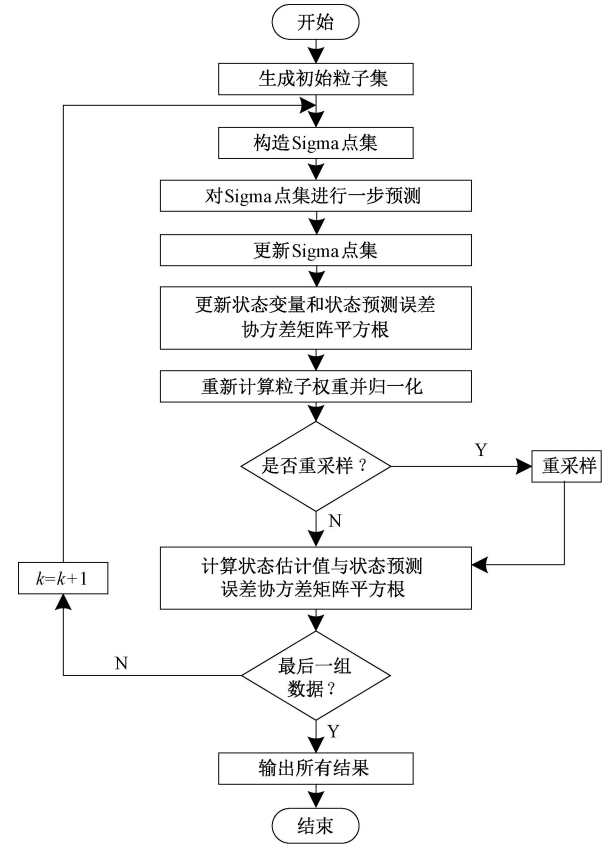 开始
生成初始粒子集
构造Sigma点集
对Sigma点集进行一步预测
更新Sigma点集
更新状态变量和状态预测误差
协方差矩阵平方根
重新计算粒子权重并归一化
是否重采样？
Y
重采样
N
计算状态估计值与状态预测
误差协方差矩阵平方根
k=k+1
最后一组
数据？
N
Y
输出所有结果
结束